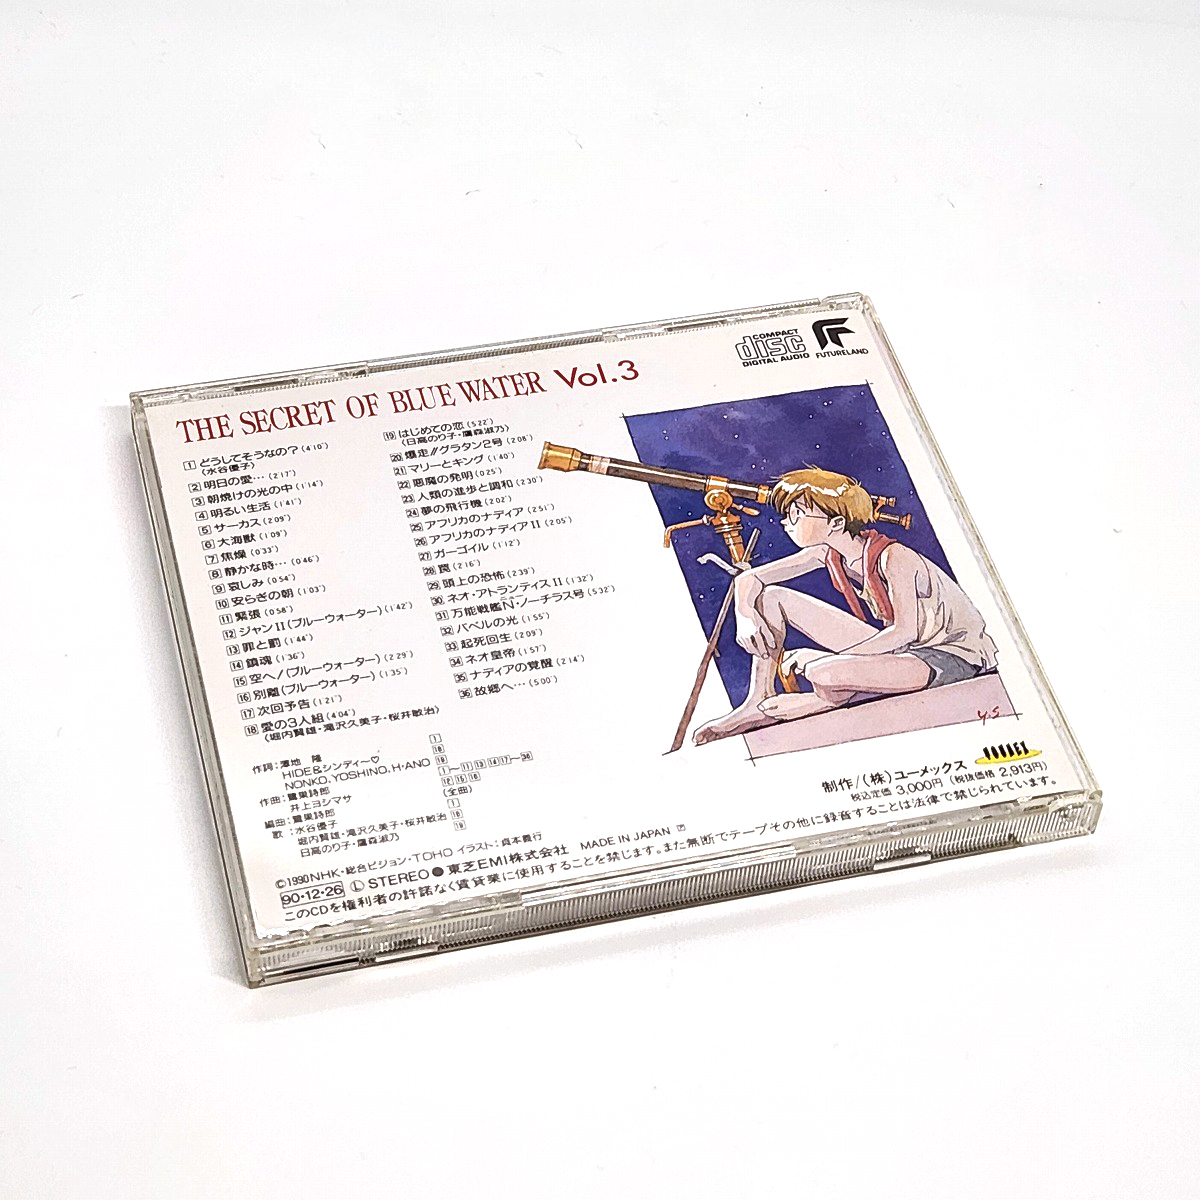 COMPACT
disc
DIGITAL AUDIO
FUTURELAND
THE SECRET OF BLUE WATER Vol.3
1 どうしてそうなの? (4'10")
(水谷優子)
2 明日の愛… (2'17")
3 朝焼けの光の中 (1'14")
4 明るい生活 (1'41")
5 サーカス (2'09")
6 大海獣 (1'09")
7 焦燥 (0'33")
8 静かな時… (0'46")
9 哀しみ (0'54")
10 安らぎの朝 (1'03")
11 緊張 (0'58")
12 ジャンII(ブルーウォーター) (1'42")
13 罪と罰 (1'44")
14 鎮魂 (1'36")
15 空へ!(ブルーウォーター) (2'29")
16 別離(ブルーウォーター) (1'35")
17 次回予告 (1'21")
18 愛の3人組 (4'04")
(堀内賢雄・滝沢久美子・桜井敏治)
19 はじめての恋 (5'22")
(日高のり子・鷹森淑乃)
20 爆走!!グラタン2号 (2'08")
21 マリーとキング (1'40")
22 悪魔の発明 (0'25")
23 人類の進歩と調和 (2'30")
24 夢の飛行機 (2'02")
25 アフリカのナディア (2'51")
26 アフリカのナディアII (2'05")
27 ガーゴイル (1'12")
28 罠 (2'16")
29 頭上の恐怖 (2'39")
30 ネオ・アトランティスII (1'32")
31 万能戦艦N-ノーチラス号 (5'32")
32 バベルの光 (1'55")
33 起死回生 (2'09")
34 ネオ皇帝 (1'57")
35 ナディアの覚醒 (2'14")
36 故郷へ… (5'00")
作詞:澤地 隆 1
HIDE&シンディー♡ 18
NONKO, YOSHINO, H・ANO 19
作曲:鷺巣詩郎 1〜11 13 14 17〜36
井上ヨシマサ 12 15 16
編曲:鷺巣詩郎 (全曲)
歌:水谷優子 1
堀内賢雄・滝沢久美子・桜井敏治 18
日高のり子・鷹森淑乃 19
Y.S
YOUMEX
制作/(株)ユーメックス
税込定価 3,000円 (税抜価格 2,913円)
©1990 NHK・総合ビジョン・TOHO イラスト:貞本義行 MADE IN JAPAN
90・12・26 Ⓛ STEREO ● 東芝EMI株式会社
このCDを権利者の許諾なく賃貸業に使用することを禁じます。また無断でテープその他に録音することは法律で禁じられています。